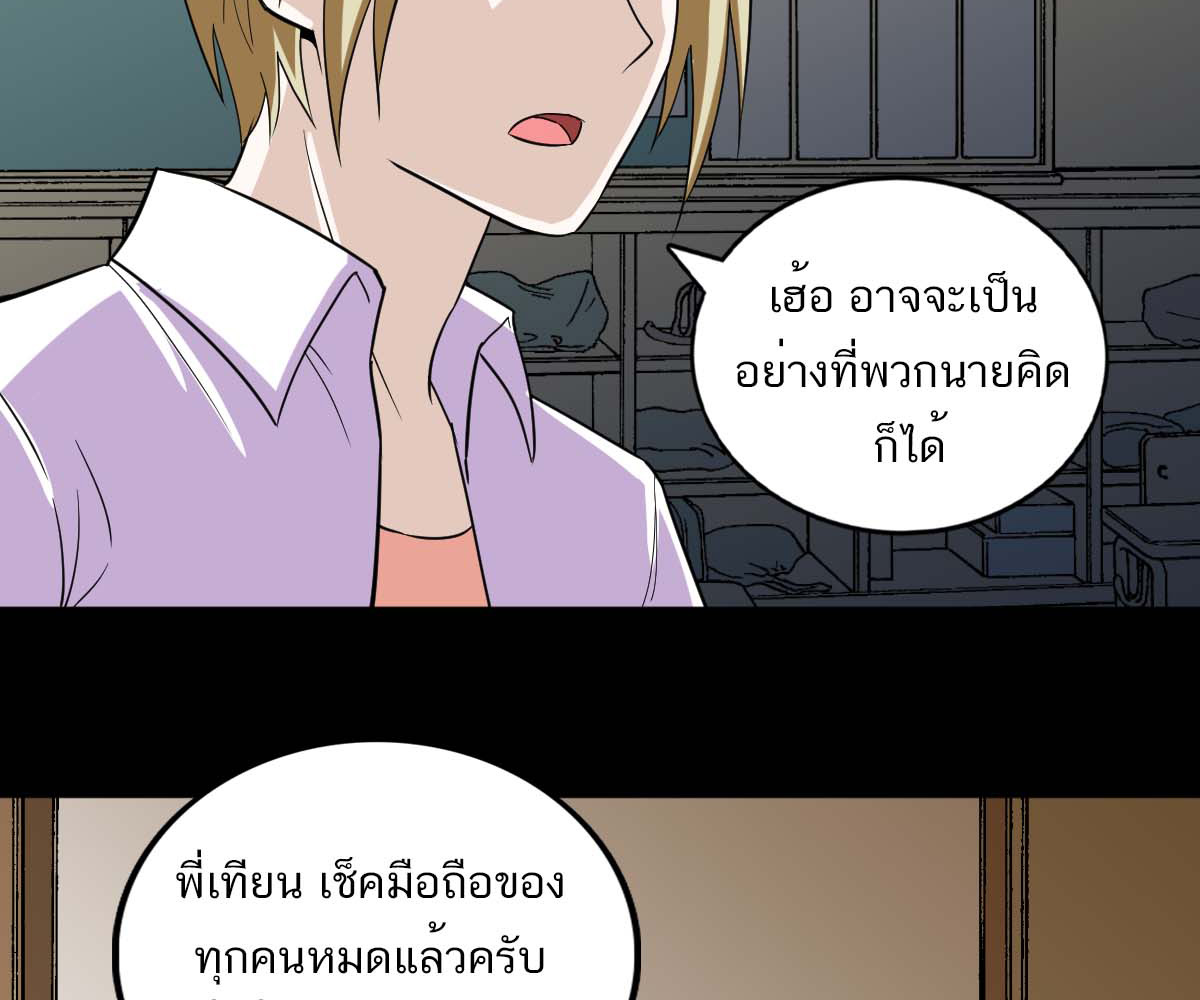 เฮ้อ อาจจะเป็น
อย่างที่พวกนายคิด
ก็ได้
พี่เทียน เช็คมือถือของ
ทุกคนหมดแล้วครับ